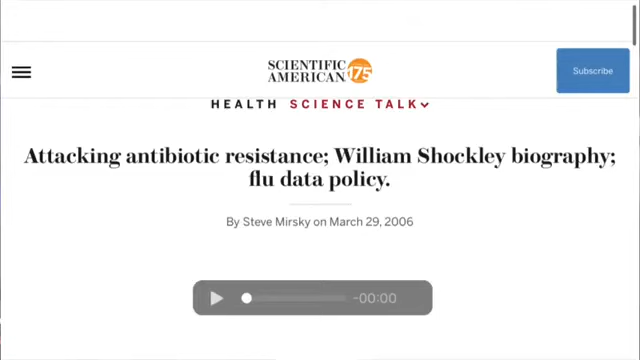 SCIENTIFIC
AMERICAN 175
Subscribe
HEALTH SCIENCE TALK
Attacking antibiotic resistance; William Shockley biography;
flu data policy.
By Steve Mirsky on March 29, 2006
-00:00